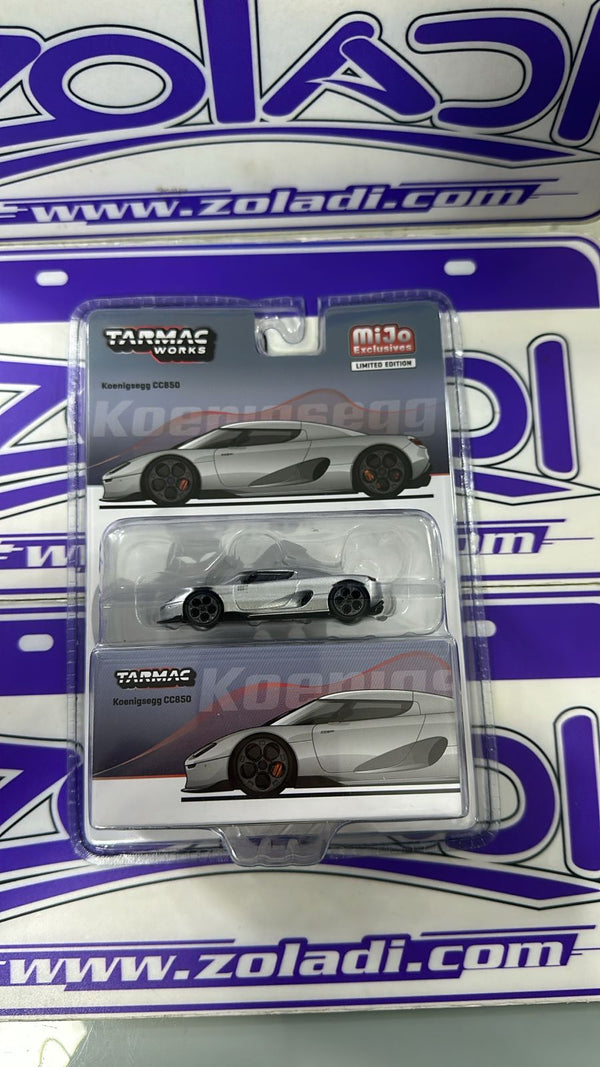 ZOLADI
www.zoladi.com
TARMAC
WORKS
MiJo
Exclusives
LIMITED EDITION
Koenigsegg CC850
Koenigsegg
TARMAC
Koenigsegg CC850
Koenigs
www.zoladi.com